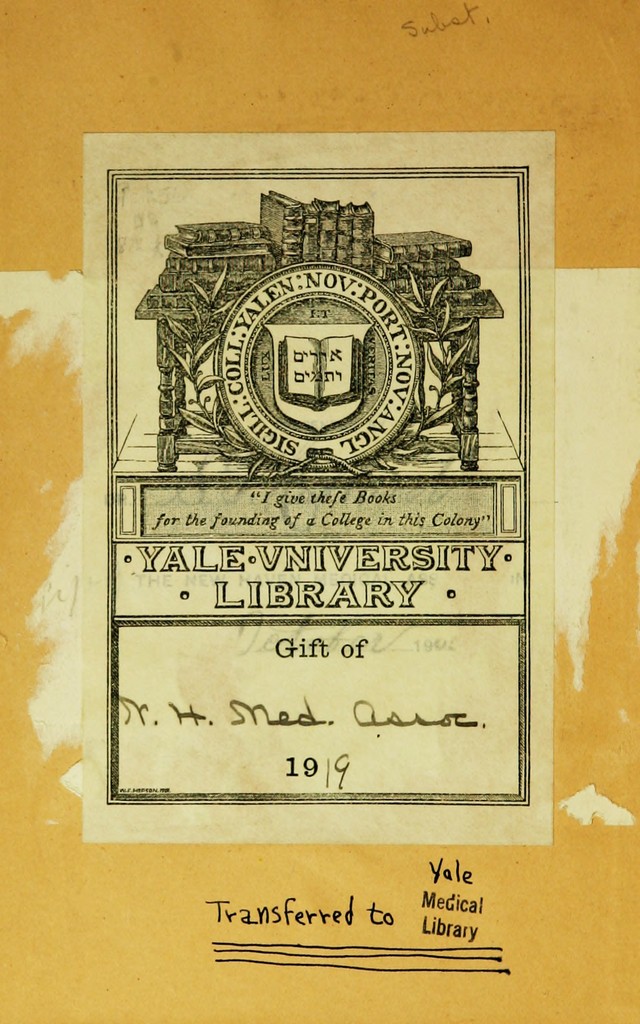 Subst.
SIGILL:COLL:YALEN:NOV:PORT:NOV:ANGL
ET
LUX
אורים
ותמים
VERITAS
"I give theſe Books
for the founding of a College in this Colony"
·YALE·VNIVERSITY·
· LIBRARY ·
Gift of
N. H. Med. Assoc.
1919
Yale
Transferred to Medical
Library